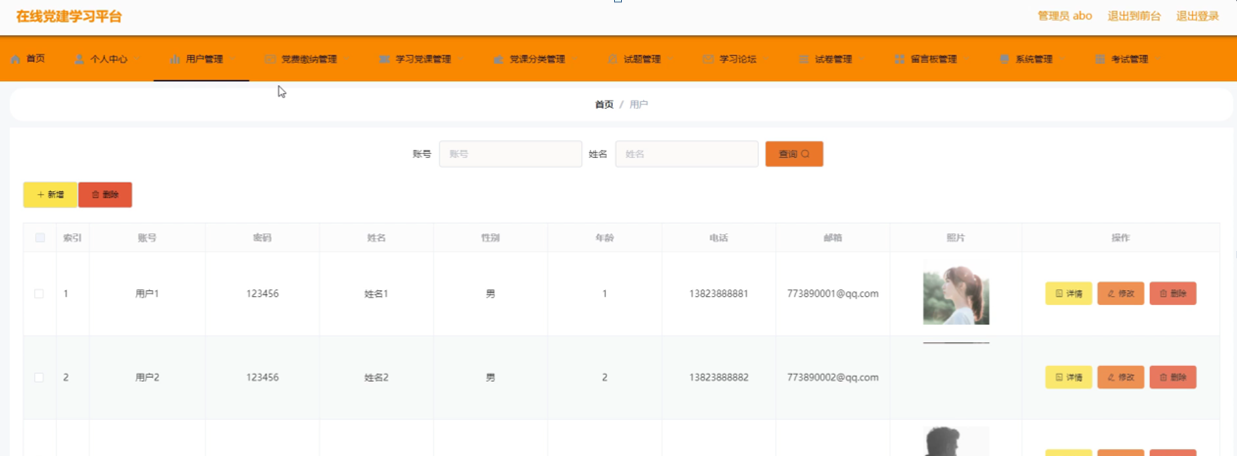 在线党建学习平台 管理员 abo 退出到前台 退出登录
首页 个人中心 用户管理 党费缴纳管理 学习党课管理 党课分类管理 试题管理 学习论坛 试卷管理 留言板管理 系统管理 考试管理
首页 / 用户
账号 账号 姓名 姓名 查询
+ 新增 删除
索引 账号 密码 姓名 性别 年龄 电话 邮箱 照片 操作
1 用户1 123456 姓名1 男 1 13823888881 773890001@qq.com 详情 修改 删除
2 用户2 123456 姓名2 男 2 13823888882 773890002@qq.com 详情 修改 删除